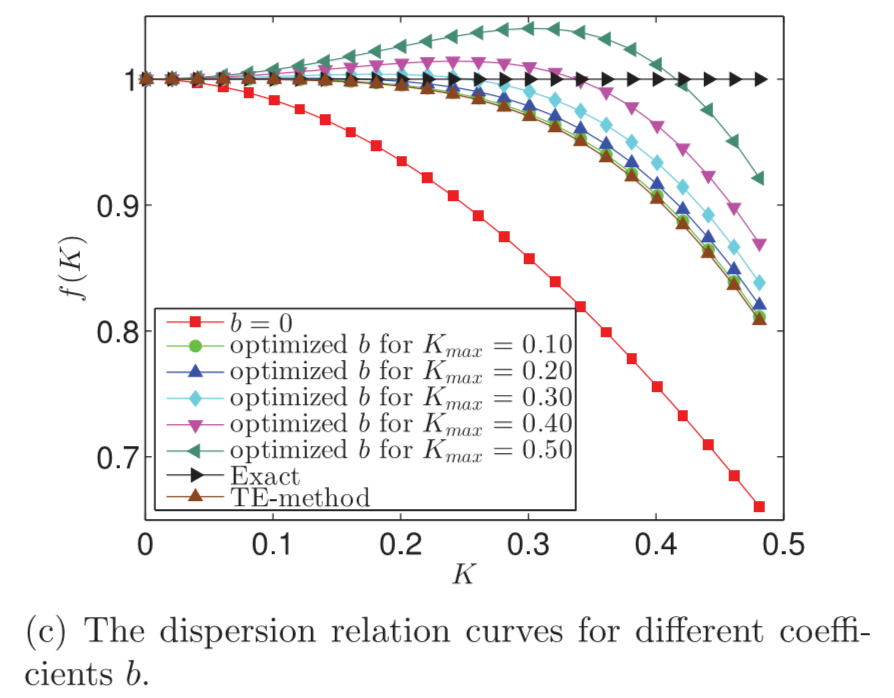 1
0.9
0.8
0.7
f(K)
b = 0
optimized b for K_max = 0.10
optimized b for K_max = 0.20
optimized b for K_max = 0.30
optimized b for K_max = 0.40
optimized b for K_max = 0.50
Exact
TE-method
0 0.1 0.2 0.3 0.4 0.5
K
(c) The dispersion relation curves for different coeffi-
cients b.